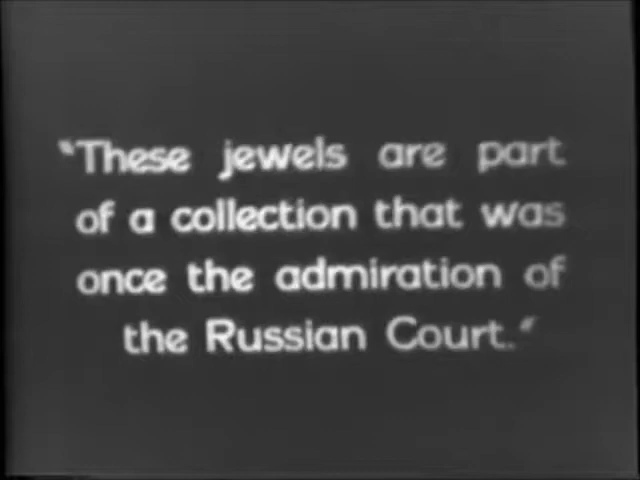 "These jewels are part
of a collection that was
once the admiration of
the Russian Court."